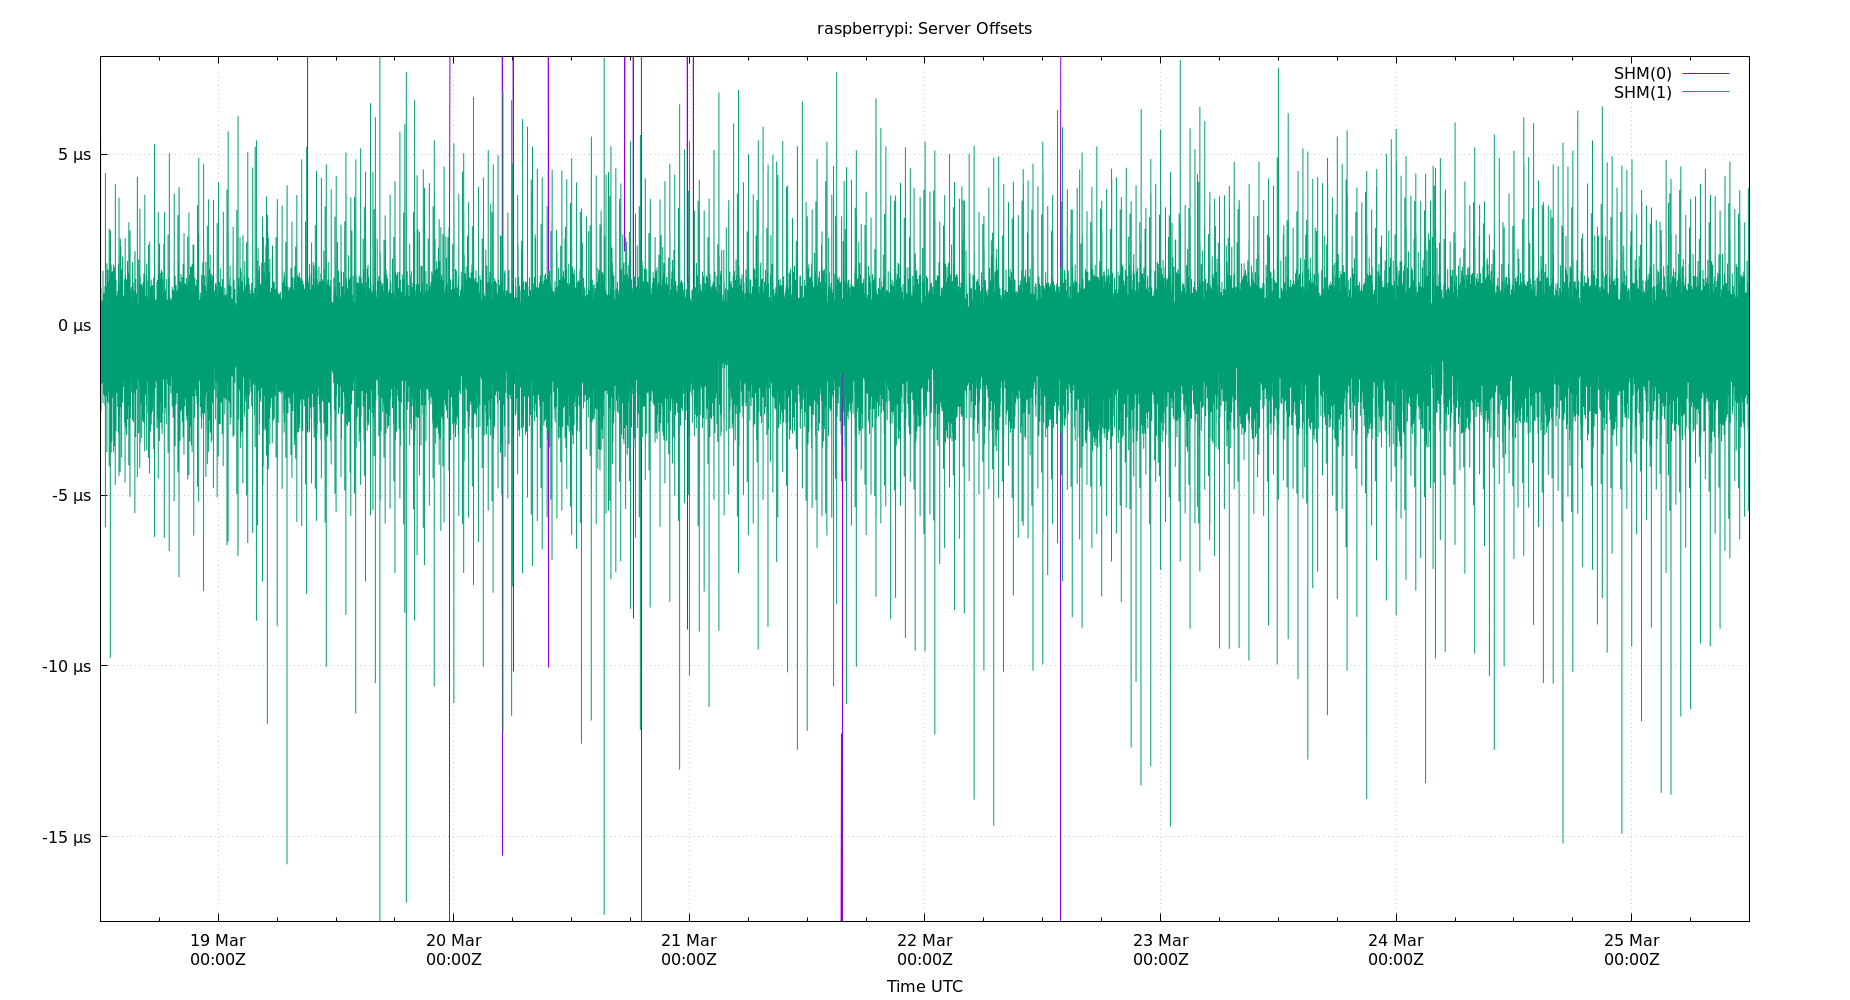 raspberrypi: Server Offsets
SHM(0)
SHM(1)
5 µs
0 µs
-5 µs
-10 µs
-15 µs
19 Mar 20 Mar 21 Mar 22 Mar 23 Mar 24 Mar 25 Mar
00:00Z 00:00Z 00:00Z 00:00Z 00:00Z 00:00Z 00:00Z
Time UTC